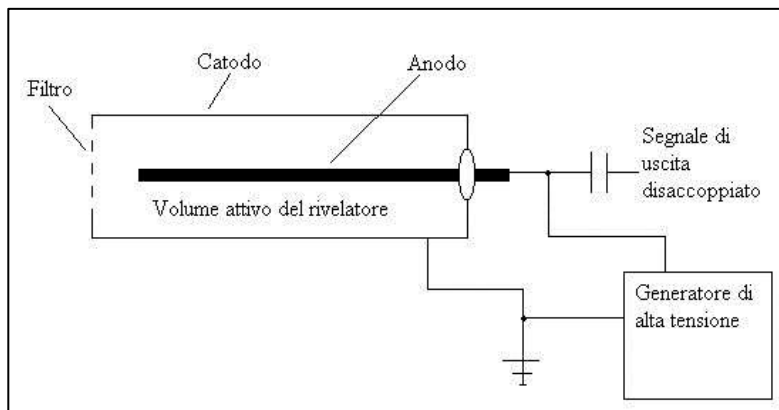 Catodo
Anodo
Filtro
Segnale di
uscita
disaccoppiato
Volume attivo del rivelatore
Generatore di
alta tensione